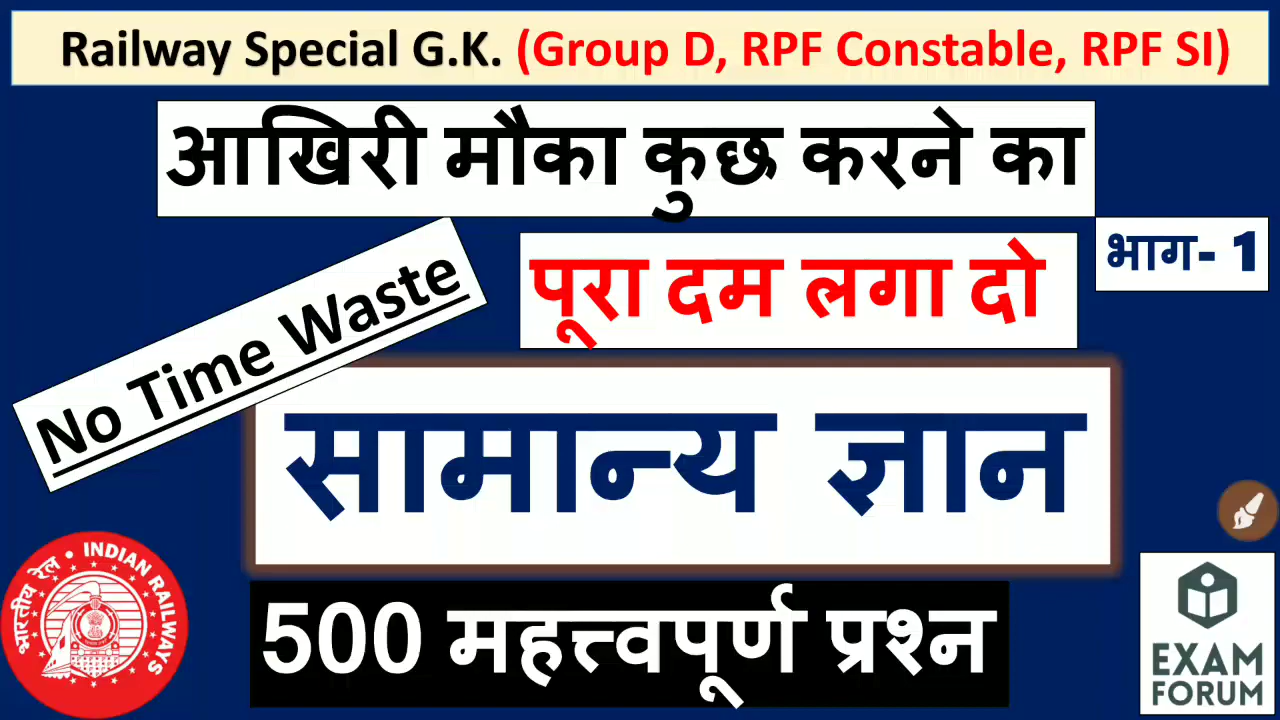 Railway Special G.K. (Group D, RPF Constable, RPF SI)
आखिरी मौका कुछ करने का
भाग- 1
पूरा दम लगा दो
No Time Waste
सामान्य ज्ञान
500 महत्त्वपूर्ण प्रश्न
भारतीय रेल • INDIAN RAILWAYS
EXAM
FORUM